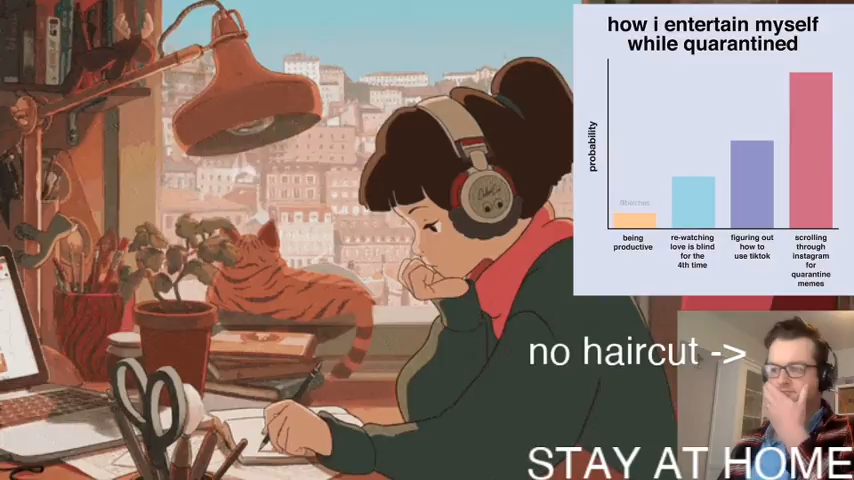 how i entertain myself
while quarantined
probability
being
productive
re-watching
love is blind
for the
4th time
figuring out
how to
use tiktok
scrolling
through
instagram
for
quarantine
memes
no haircut ->
STAY AT HOME